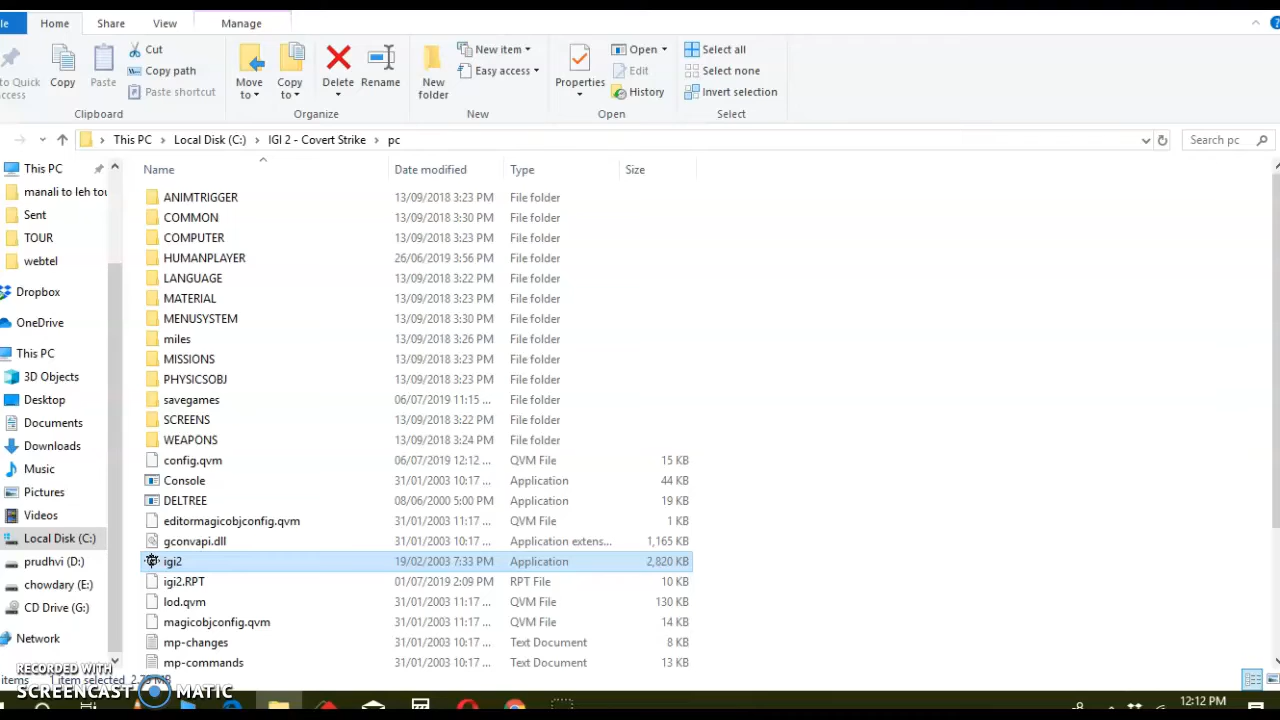 le Home Share View Manage
to Quick
access
Copy
Paste
Cut
Copy path
Paste shortcut
Clipboard
Move
to
Copy
to
Delete
Rename
Organize
New
folder
New item
Easy access
New
Properties
Open
Edit
History
Open
Select all
Select none
Invert selection
Select
This PC > Local Disk (C:) > IGI 2 - Covert Strike > pc
Search pc
This PC
manali to leh tou
Sent
TOUR
webtel
Dropbox
OneDrive
This PC
3D Objects
Desktop
Documents
Downloads
Music
Pictures
Videos
Local Disk (C:)
prudhvi (D:)
chowdary (E:)
CD Drive (G:)
Network
Name Date modified Type Size
ANIMTRIGGER 13/09/2018 3:23 PM File folder
COMMON 13/09/2018 3:30 PM File folder
COMPUTER 13/09/2018 3:23 PM File folder
HUMANPLAYER 26/06/2019 3:56 PM File folder
LANGUAGE 13/09/2018 3:22 PM File folder
MATERIAL 13/09/2018 3:23 PM File folder
MENUSYSTEM 13/09/2018 3:30 PM File folder
miles 13/09/2018 3:26 PM File folder
MISSIONS 13/09/2018 3:23 PM File folder
PHYSICSOBJ 13/09/2018 3:23 PM File folder
savegames 06/07/2019 11:15 ... File folder
SCREENS 13/09/2018 3:22 PM File folder
WEAPONS 13/09/2018 3:24 PM File folder
config.qvm 06/07/2019 12:12 ... QVM File 15 KB
Console 31/01/2003 10:17 ... Application 44 KB
DELTREE 08/06/2000 5:00 PM Application 19 KB
editormagicobjconfig.qvm 31/01/2003 11:17 ... QVM File 1 KB
gconvapi.dll 31/01/2003 10:17 ... Application extens... 1,165 KB
igi2 19/02/2003 7:33 PM Application 2,820 KB
igi2.RPT 01/07/2019 2:09 PM RPT File 10 KB
lod.qvm 31/01/2003 11:17 ... QVM File 130 KB
magicobjconfig.qvm 31/01/2003 11:17 ... QVM File 14 KB
mp-changes 31/01/2003 10:17 ... Text Document 8 KB
mp-commands 31/01/2003 10:17 ... Text Document 13 KB
items 1 item selected 2.75 MB
RECORDED WITH
SCREENCAST MATIC
12:12 PM